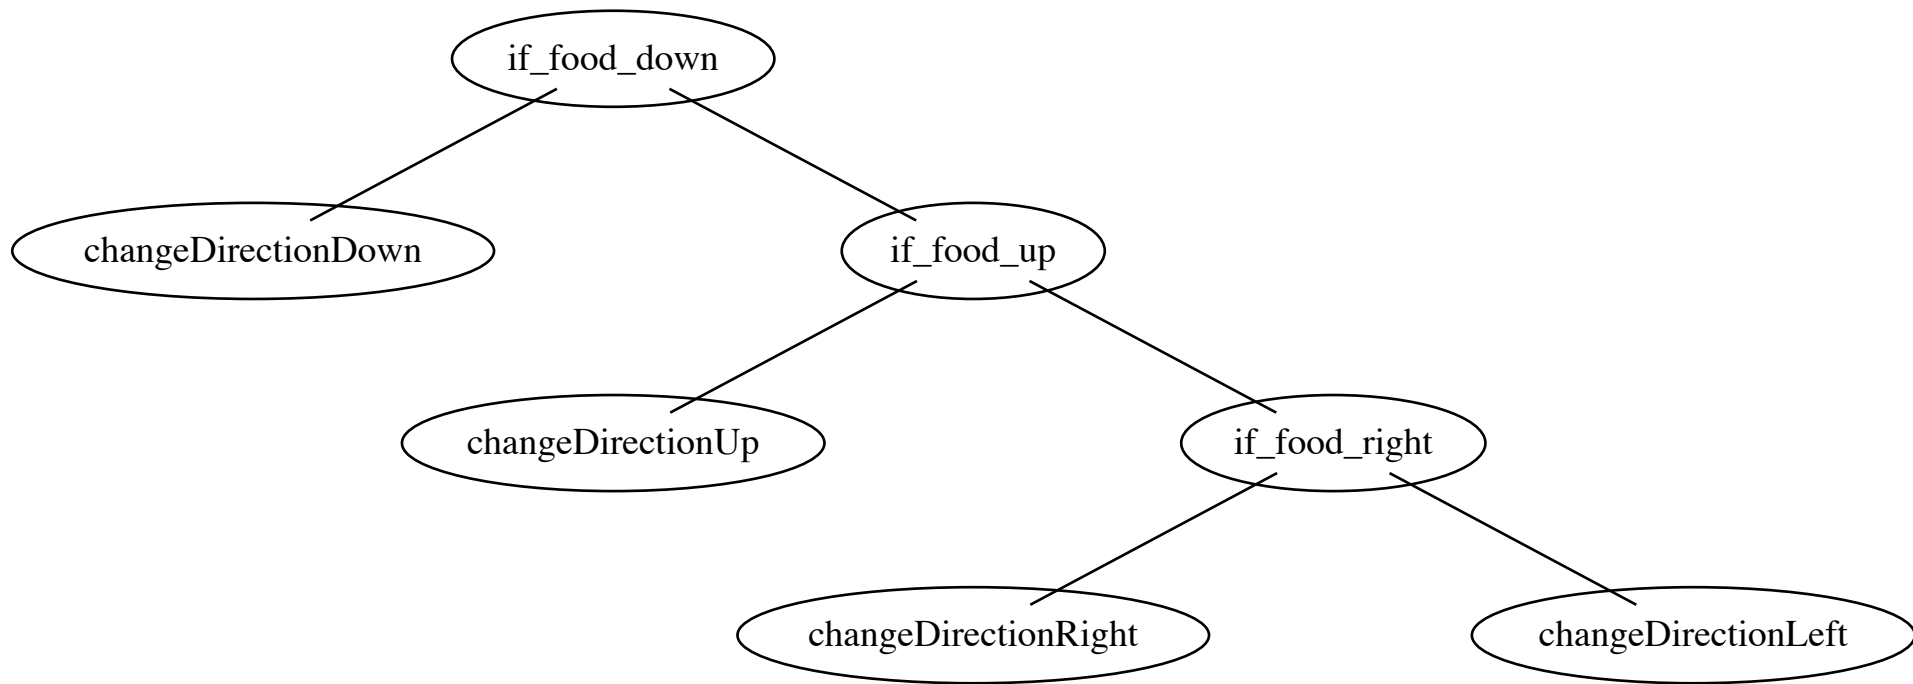 if_food_down
changeDirectionDown
if_food_up
changeDirectionUp
if_food_right
changeDirectionRight
changeDirectionLeft